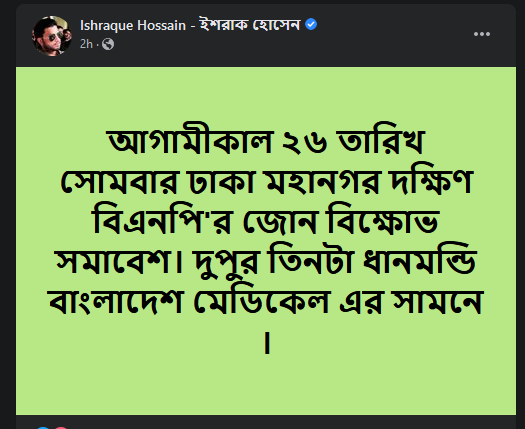 Ishraque Hossain - ইশরাক হোসেন
2h ·
আগামীকাল ২৬ তারিখ
সোমবার ঢাকা মহানগর দক্ষিণ
বিএনপি'র জোন বিক্ষোভ
সমাবেশ। দুপুর তিনটা ধানমন্ডি
বাংলাদেশ মেডিকেল এর সামনে
।